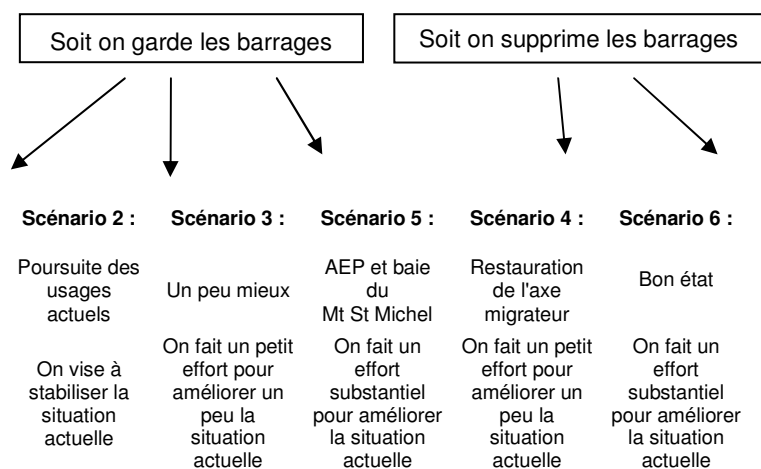 Soit on garde les barrages
Soit on supprime les barrages
Scénario 2 :
Poursuite des
usages
actuels
On vise à
stabiliser la
situation
actuelle
Scénario 3 :
Un peu mieux
On fait un petit
effort pour
améliorer un
peu la
situation
actuelle
Scénario 5 :
AEP et baie
du
Mt St Michel
On fait un
effort
substantiel
pour améliorer
la situation
actuelle
Scénario 4 :
Restauration
de l'axe
migrateur
On fait un petit
effort pour
améliorer un
peu la
situation
actuelle
Scénario 6 :
Bon état
On fait un
effort
substantiel
pour améliorer
la situation
actuelle